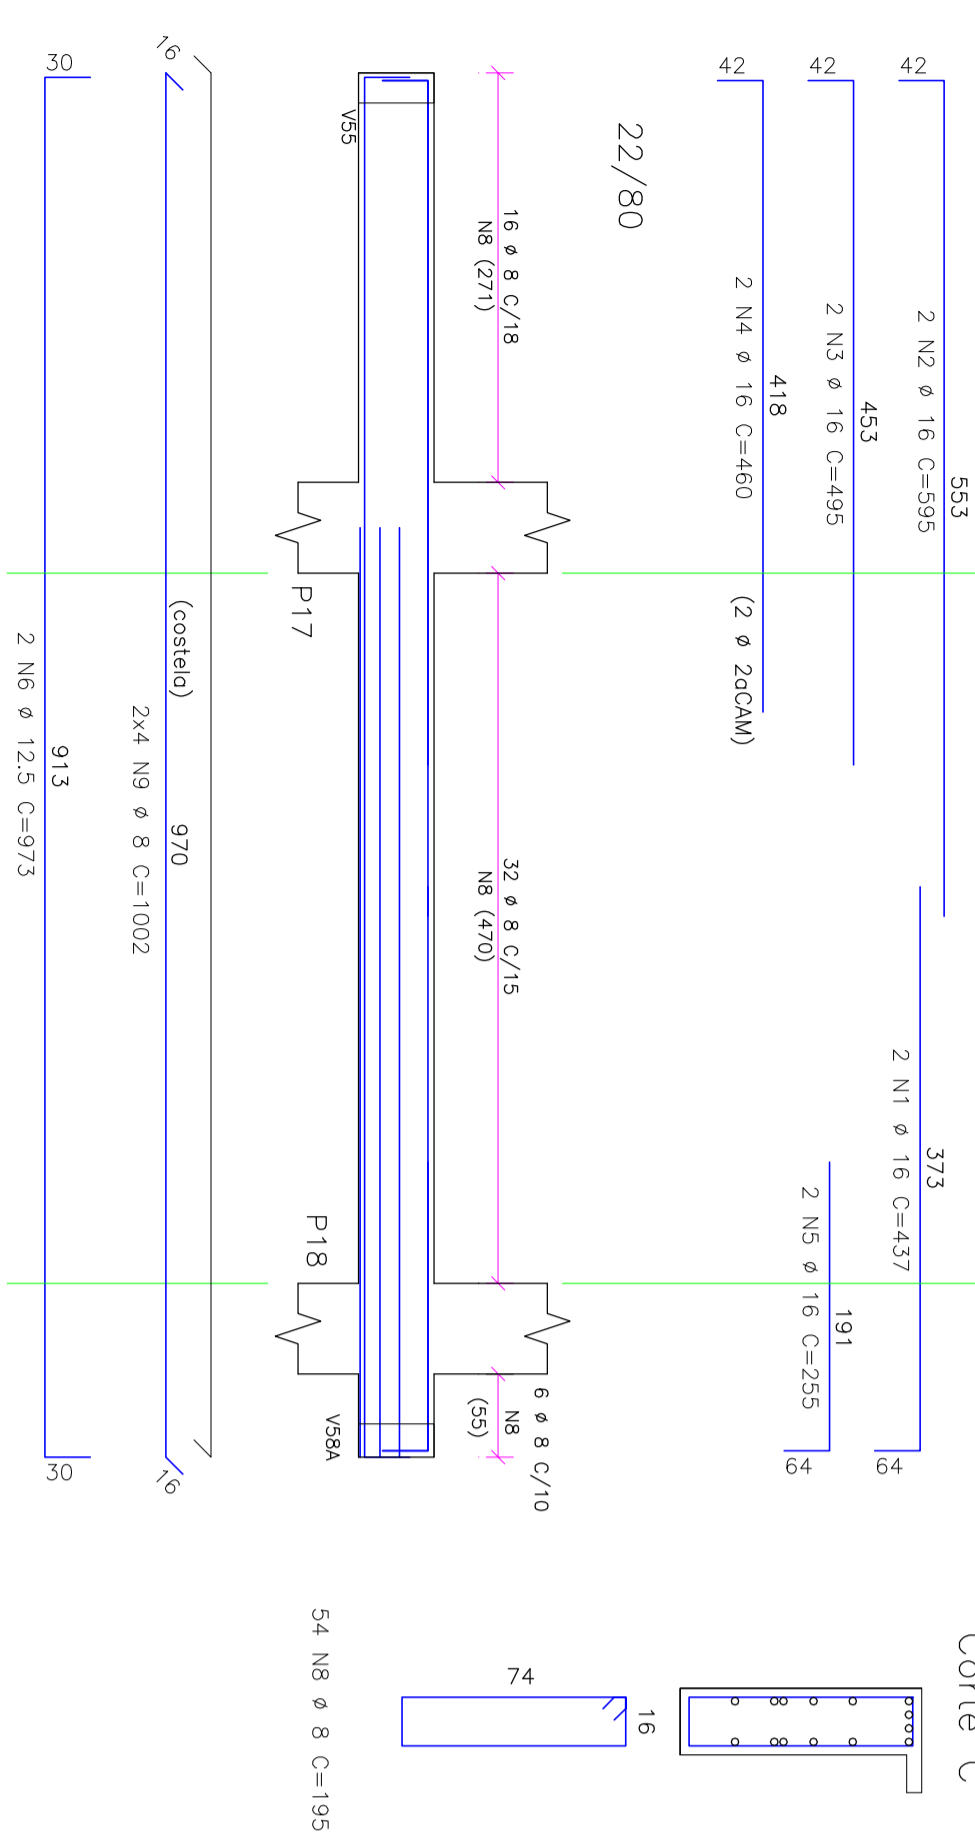 553
2 N2 ø 16 C=595
42
373
2 N1 ø 16 C=437
64
453
2 N3 ø 16 C=495
42
191
2 N5 ø 16 C=255
64
418
2 N4 ø 16 C=460
(2 ø 2aCAM)
42
22/80
16 ø 8 C/18
N8 (271)
32 ø 8 C/15
N8 (470)
6 ø 8 C/10
N8
(55)
V55
P17
P18
V58A
16
(costela)
970
2x4 N9 ø 8 C=1002
16
30
913
2 N6 ø 12.5 C=973
30
Corte C
16
74
54 N8 ø 8 C=195